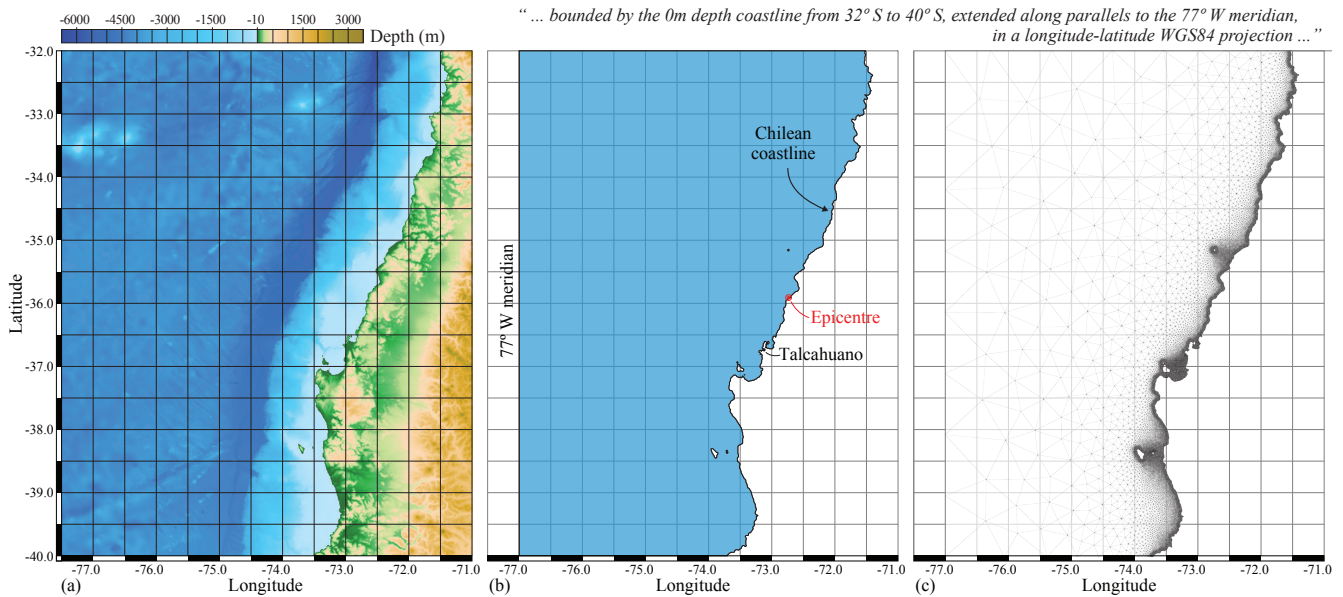 “ ... bounded by the 0m depth coastline from 32º S to 40º S, extended along parallels to the 77º W meridian,
in a longitude-latitude WGS84 projection ...”
-6000 -4500 -3000 -1500 -10 1500 3000
Depth (m)
-32.0
-33.0
-34.0
-35.0
-36.0
-37.0
-38.0
-39.0
-40.0
Latitude
-77.0 -76.0 -75.0 -74.0 -73.0 -72.0 -71.0
(a)
Longitude
77º W meridian
Chilean
coastline
Epicentre
Talcahuano
-77.0 -76.0 -75.0 -74.0 -73.0 -72.0 -71.0
(b)
Longitude
-77.0 -76.0 -75.0 -74.0 -73.0 -72.0 -71.0
(c)
Longitude